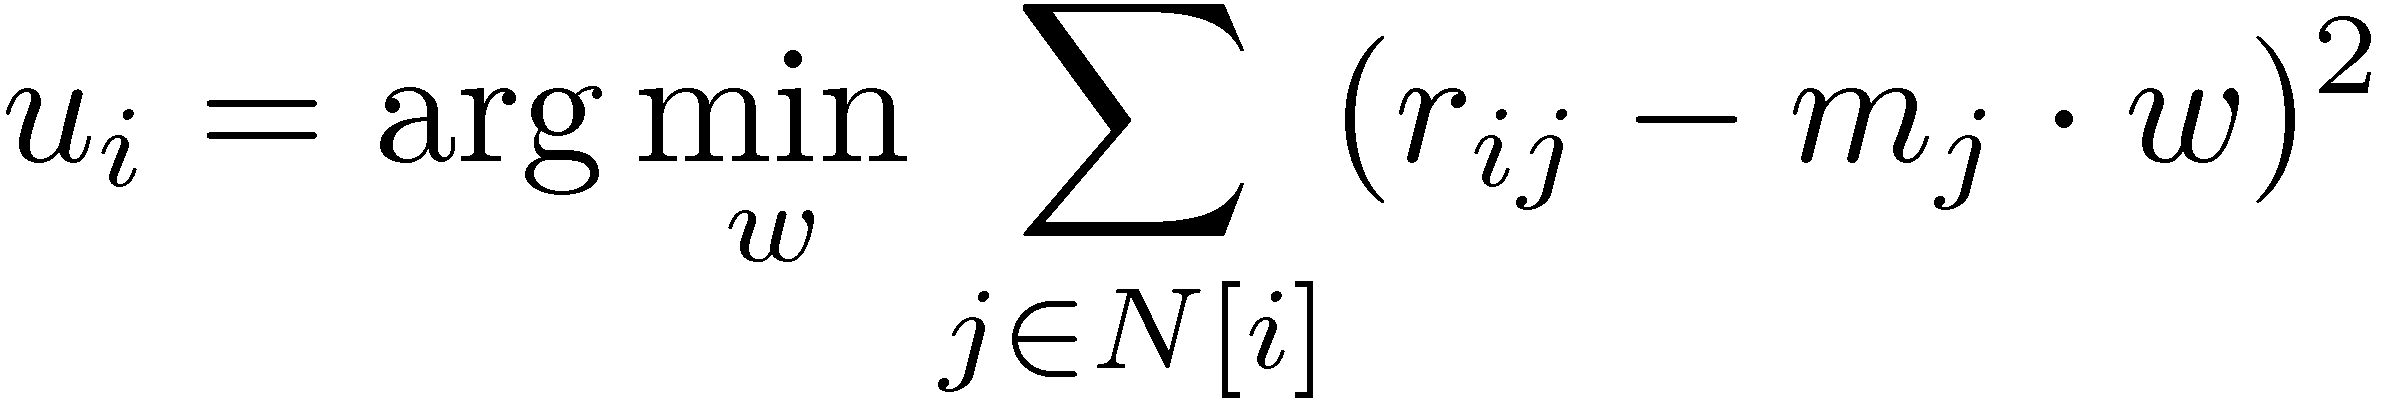 u_i = \arg\min_w \sum_{j \in N[i]} (r_{ij} - m_j \cdot w)^2